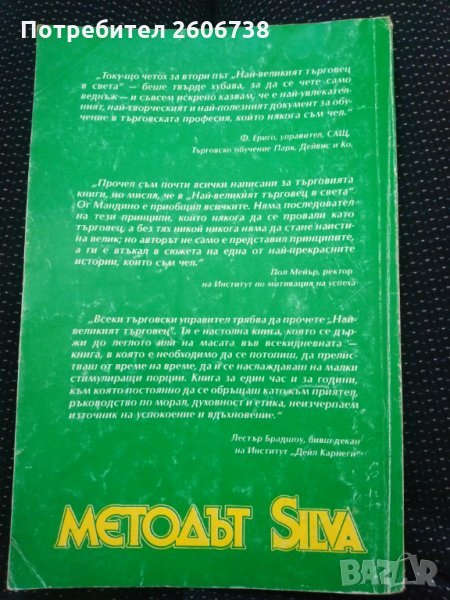 Потребител 2606738
„Току-що четох за втори път „Най-великият търговец
в света“ — беше твърде хубава, за да се чете само
веднъж — и съвсем искрено казвам, че е най-увлекател-
ният, най-творческият и най-полезният документ за обу-
чение в търговската професия, който някога съм чел.“
Ф. Ериго, управител, САЩ,
Търговско обучение Парк, Дейвис и Ко.
„Прочел съм почти всички написани за търговията
книги, но мисля, че в „Най-великият търговец в света“.
Ог Мандино е приобщил всичките. Няма последовател
на тези принципи, който някога да се провали като
търговец, а без тях никой никога няма да стане наисти-
на велик; но авторът не само е представил принципите,
а ги е втъкал в сюжета на една от най-прекрасните
истории, които съм чел.“
Пол Мейър, ректор
на Институт по мотивация на успеха
„Всеки търговски управител трябва да прочете „Най-
великият търговец“. Тя е настолна книга, която се дър-
жи до леглото или на масата във всекидневната —
книга, в която е необходимо да се потопиш, да прелис-
тваш от време на време, да ѝ се наслаждаваш на малки
стимулиращи порции. Книга за един час и за години,
към която постоянно да се обръщаш като към приятел,
ръководство по морал, духовност и етика, неизчерпаем
източник на успокоение и вдъхновение.“
Лестър Брадшоу, бивш декан
на Институт „Дейл Карнеги“
МЕТОДЪТ SILVA
BAZAR